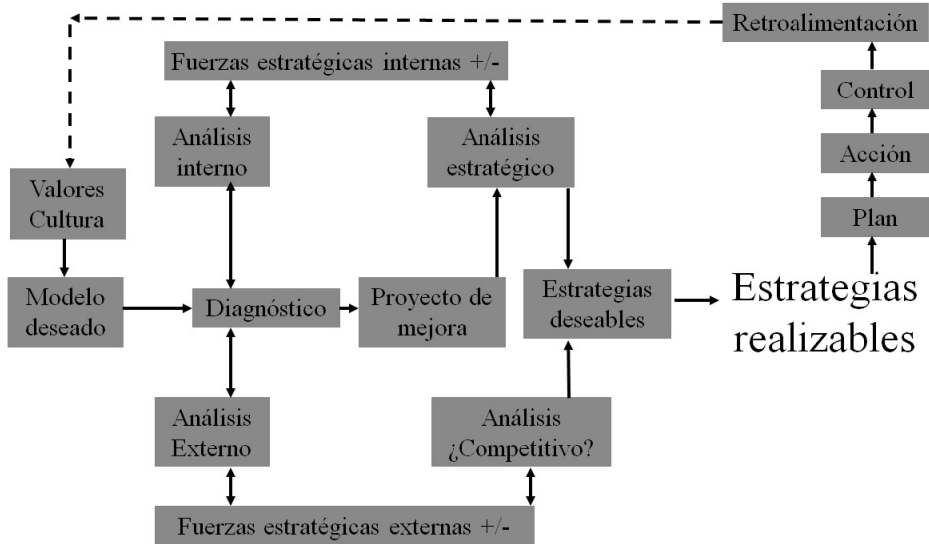 Retroalimentación
Fuerzas estratégicas internas +/-
Control
Análisis
interno
Análisis
estratégico
Acción
Valores
Cultura
Plan
Modelo
deseado
Diagnóstico
Proyecto de
mejora
Estrategias
deseables
Estrategias
realizables
Análisis
Externo
Análisis
¿Competitivo?
Fuerzas estratégicas externas +/-